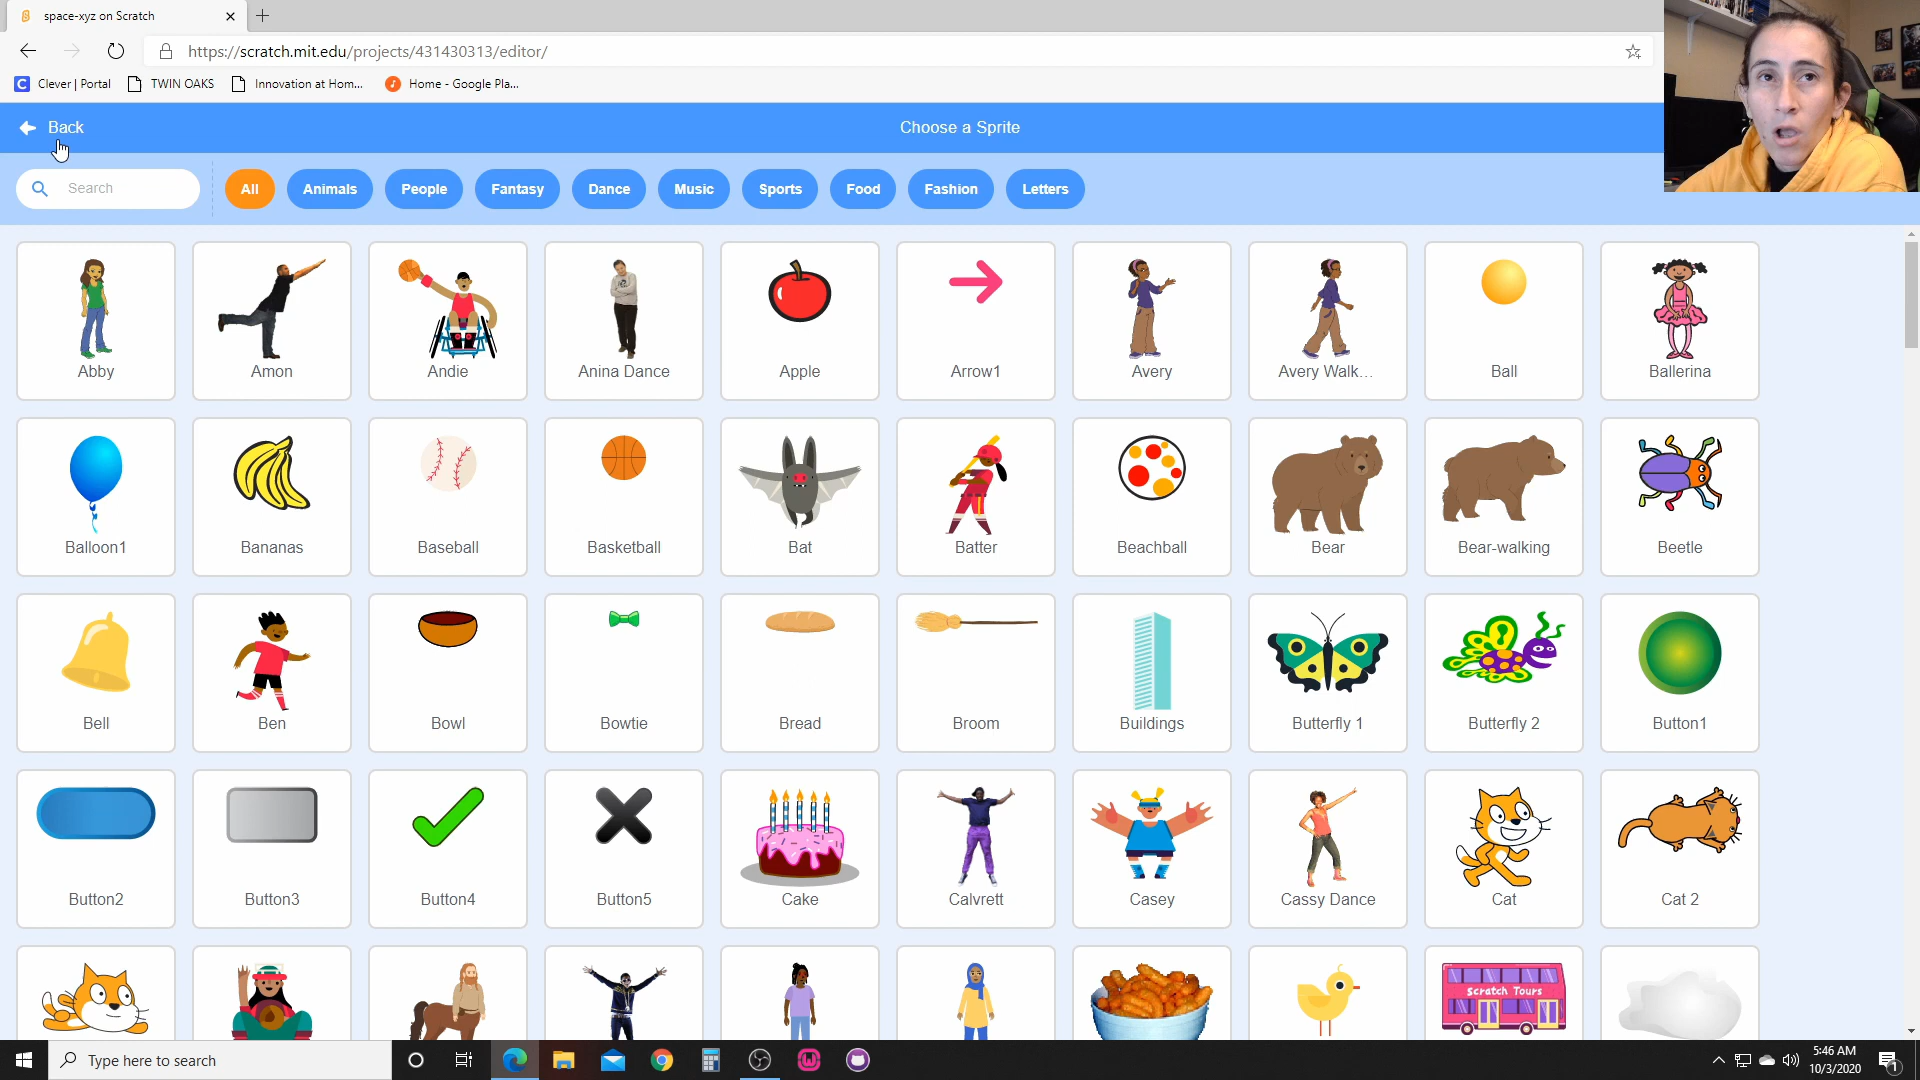 space-xyz on Scratch
https://scratch.mit.edu/projects/431430313/editor/
Clever | Portal TWIN OAKS Innovation at Hom... Home - Google Pla...
Back Choose a Sprite
Search All Animals People Fantasy Dance Music Sports Food Fashion Letters
Abby Amon Andie Anina Dance Apple Arrow1 Avery Avery Walk... Ball Ballerina
Balloon1 Bananas Baseball Basketball Bat Batter Beachball Bear Bear-walking Beetle
Bell Ben Bowl Bowtie Bread Broom Buildings Butterfly 1 Butterfly 2 Button1
Button2 Button3 Button4 Button5 Cake Calvrett Casey Cassy Dance Cat Cat 2
Scratch Tours
Type here to search
5:46 AM
10/3/2020
1